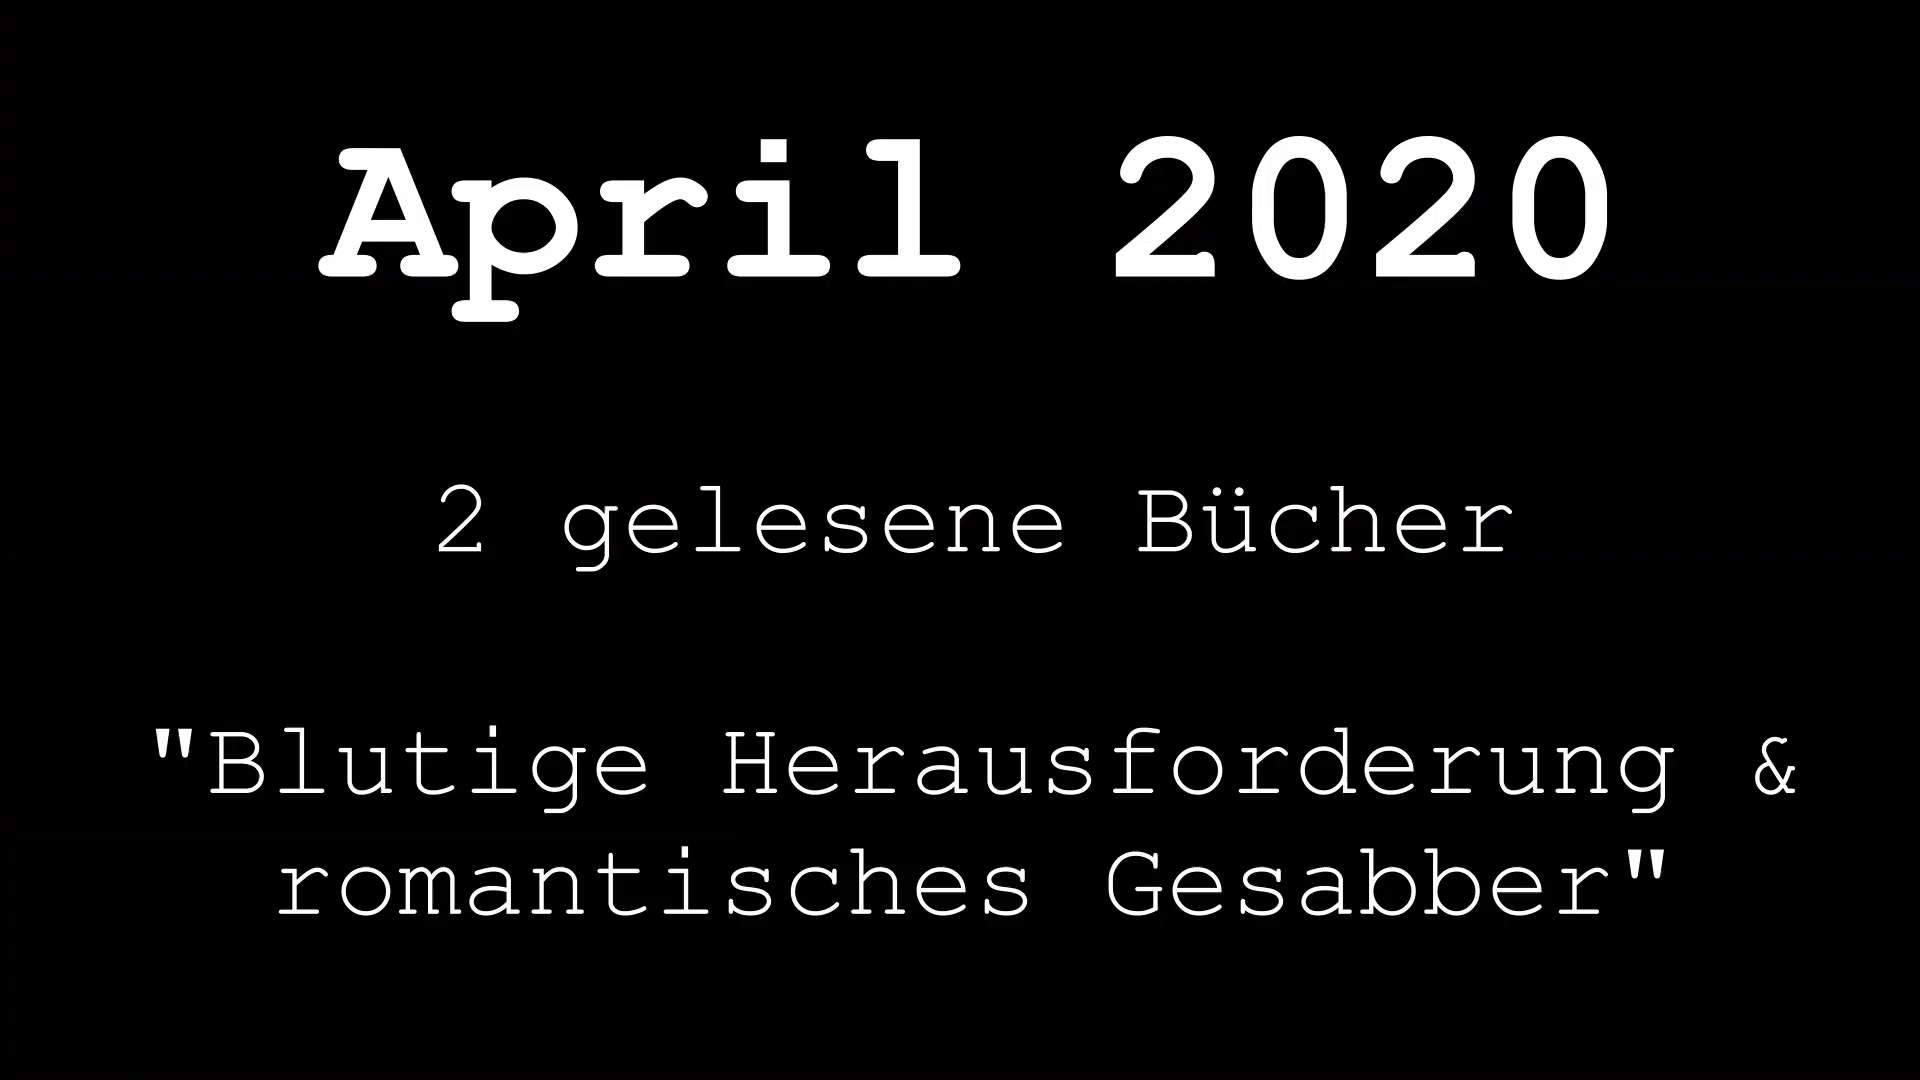 April 2020
2 gelesene Bücher
"Blutige Herausforderung &
romantisches Gesabber"